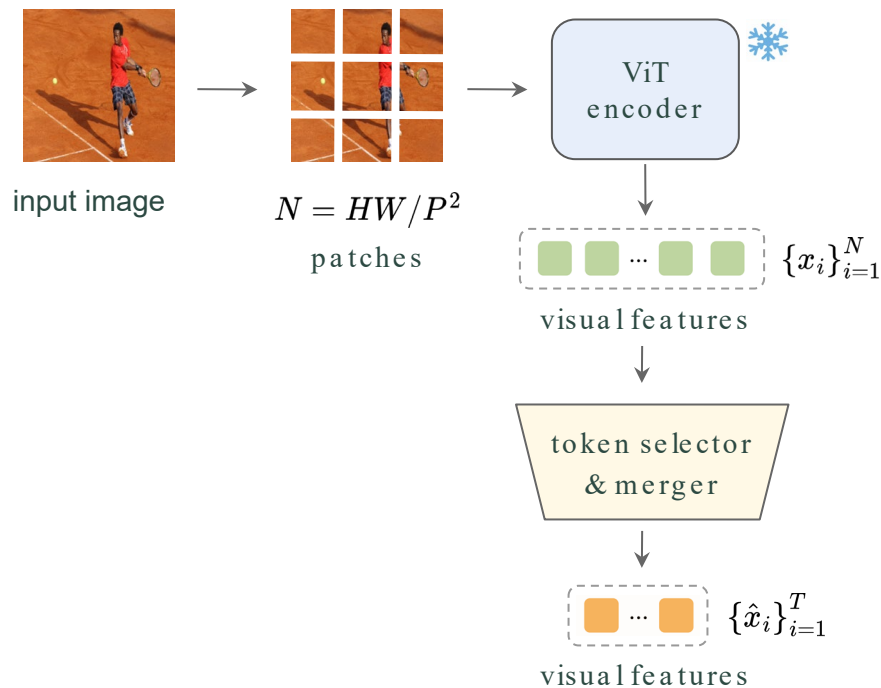 ViT
encoder
input image
N = HW/P²
patches
... {x_i}_{i=1}^N
visual features
token selector
& merger
... {x̂_i}_{i=1}^T
visual features